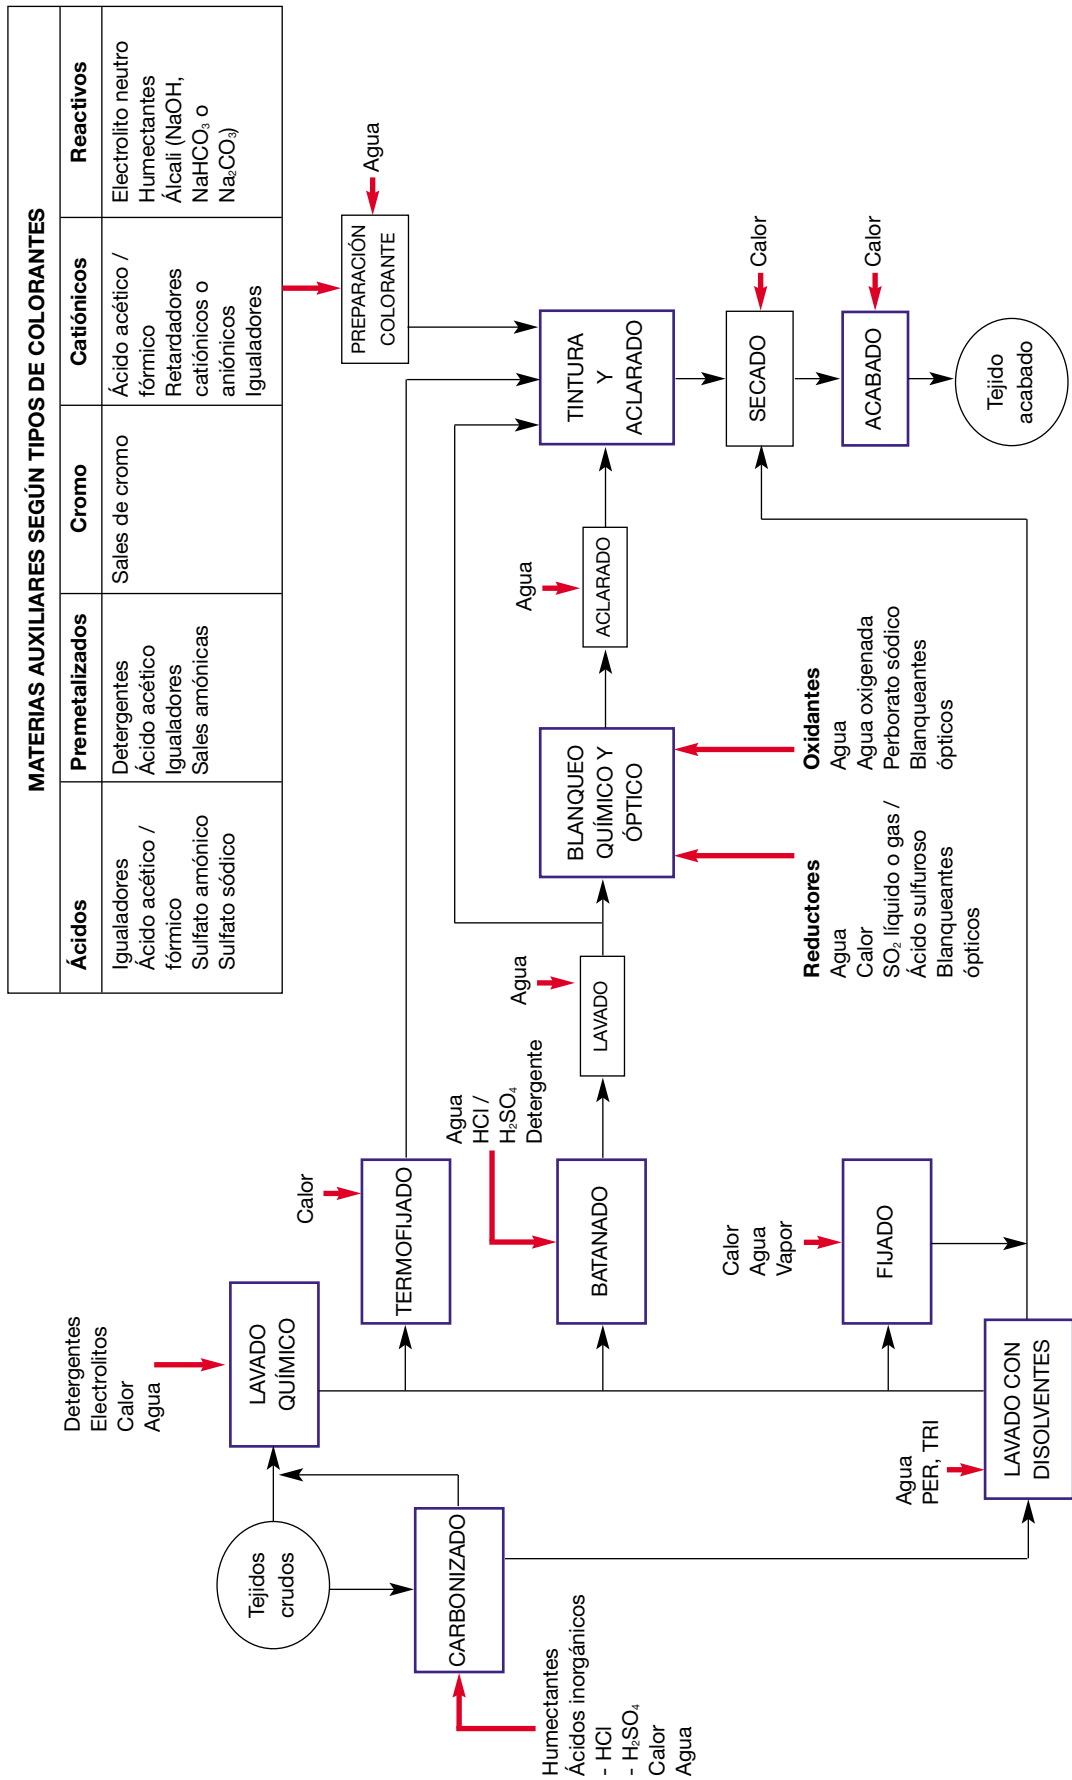 MATERIAS AUXILIARES SEGÚN TIPOS DE COLORANTES
Ácidos
Premetalizados
Cromo
Catiónicos
Reactivos
Igualadores
Ácido acético /
fórmico
Sulfato amónico
Sulfato sódico
Detergentes
Ácido acético
Igualadores
Sales amónicas
Sales de cromo
Ácido acético /
fórmico
Retardadores
catiónicos o
aniónicos
Igualadores
Electrolito neutro
Humectantes
Álcali (NaOH,
NaHCO₃ o
Na₂CO₃)
Detergentes
Electrolitos
Calor
Agua
Tejidos
crudos
LAVADO
QUÍMICO
Humectantes
Ácidos inorgánicos
- HCl
- H₂SO₄
Calor
Agua
CARBONIZADO
Calor
TERMOFIJADO
Agua
HCl /
H₂SO₄
Detergente
BATANADO
Agua
LAVADO
BLANQUEO
QUÍMICO Y
ÓPTICO
Reductores
Agua
Calor
SO₂ líquido o gas /
Ácido sulfuroso
Blanqueantes
ópticos
Oxidantes
Agua
Agua oxigenada
Perborato sódico
Blanqueantes
ópticos
Agua
ACLARADO
PREPARACIÓN
COLORANTE
Agua
TINTURA
Y
ACLARADO
Calor
Agua
Vapor
FIJADO
Agua
PER, TRI
LAVADO CON
DISOLVENTES
SECADO
Calor
ACABADO
Calor
Tejido
acabado